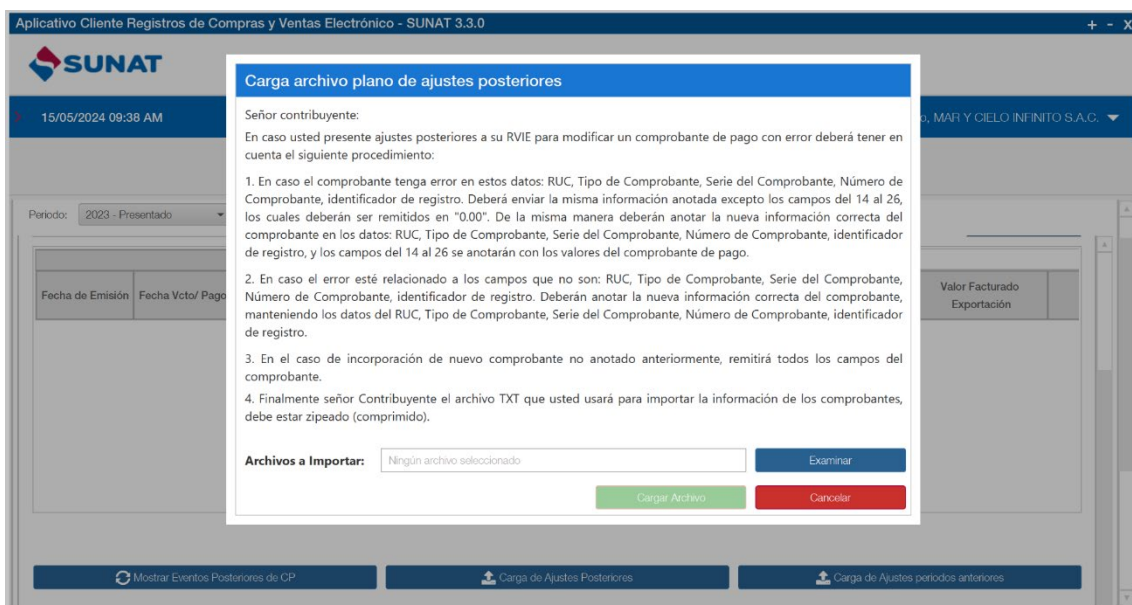 Aplicativo Cliente Registros de Compras y Ventas Electrónico - SUNAT 3.3.0
+ - X
SUNAT
15/05/2024 09:38 AM
o, MAR Y CIELO INFINITO S.A.C.
Carga archivo plano de ajustes posteriores
Señor contribuyente:
En caso usted presente ajustes posteriores a su RVIE para modificar un comprobante de pago con error deberá tener en
cuenta el siguiente procedimiento:
1. En caso el comprobante tenga error en estos datos: RUC, Tipo de Comprobante, Serie del Comprobante, Número de
Comprobante, identificador de registro. Deberá enviar la misma información anotada excepto los campos del 14 al 26,
los cuales deberán ser remitidos en "0.00". De la misma manera deberán anotar la nueva información correcta del
comprobante en los datos: RUC, Tipo de Comprobante, Serie del Comprobante, Número de Comprobante, identificador
de registro, y los campos del 14 al 26 se anotarán con los valores del comprobante de pago.
2. En caso el error esté relacionado a los campos que no son: RUC, Tipo de Comprobante, Serie del Comprobante,
Número de Comprobante, identificador de registro. Deberán anotar la nueva información correcta del comprobante,
manteniendo los datos del RUC, Tipo de Comprobante, Serie del Comprobante, Número de Comprobante, identificador
de registro.
3. En el caso de incorporación de nuevo comprobante no anotado anteriormente, remitirá todos los campos del
comprobante.
4. Finalmente señor Contribuyente el archivo TXT que usted usará para importar la información de los comprobantes,
debe estar zipeado (comprimido).
Archivos a Importar: Ningún archivo seleccionado Examinar
Cargar Archivo Cancelar
Periodo: 2023 - Presentado
Fecha de Emisión Fecha Vcto/ Pago
Valor Facturado
Exportación
Mostrar Eventos Posteriores de CP Carga de Ajustes Posteriores Carga de Ajustes periodos anteriores